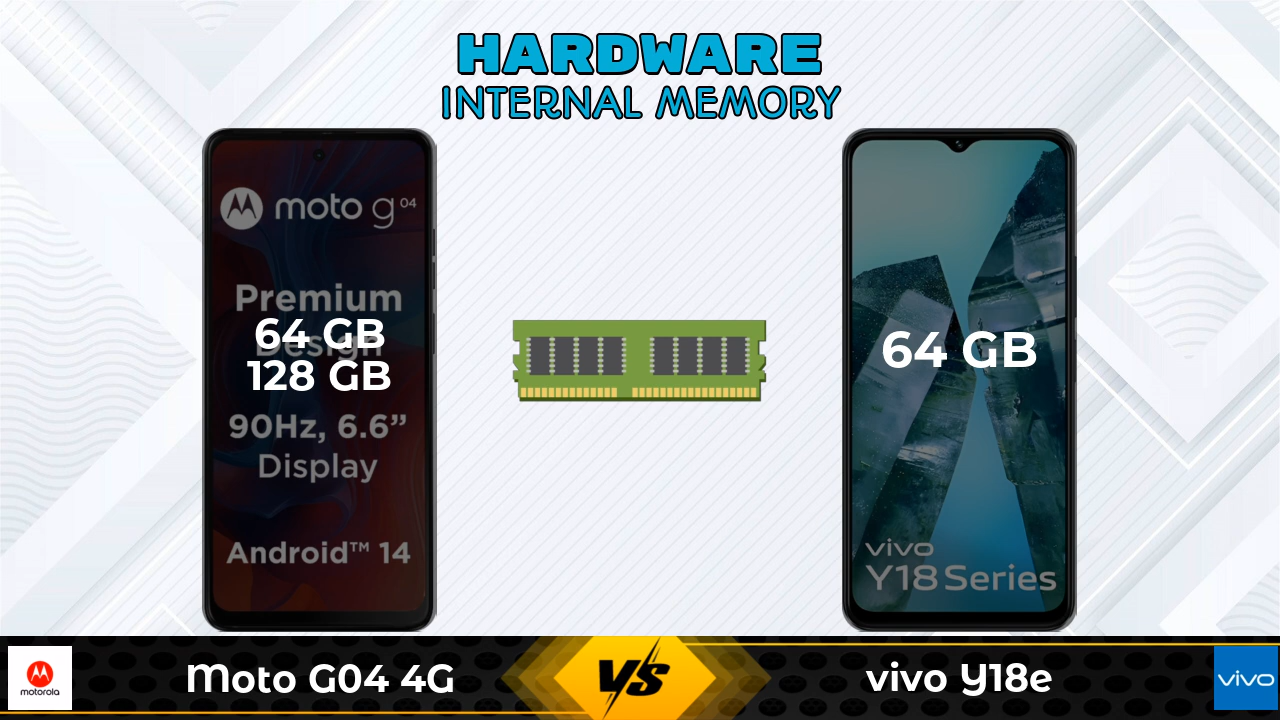 HARDWARE
INTERNAL MEMORY
moto g04
Premium
Design
64 GB
128 GB
90Hz, 6.6”
Display
Android™ 14
64 GB
vivo
Y18 Series
motorola
Moto G04 4G
VS
vivo Y18e
vivo